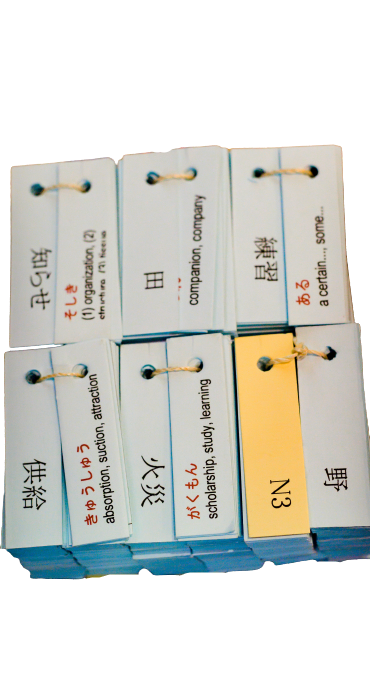 知らせ
そしき
(1) organization, (2)
田
companion, company
練習
ある
a certain..., some...
供給
きゅうしゅう
absorption, suction, attraction
火災
がくもん
scholarship, study, learning
N3
野